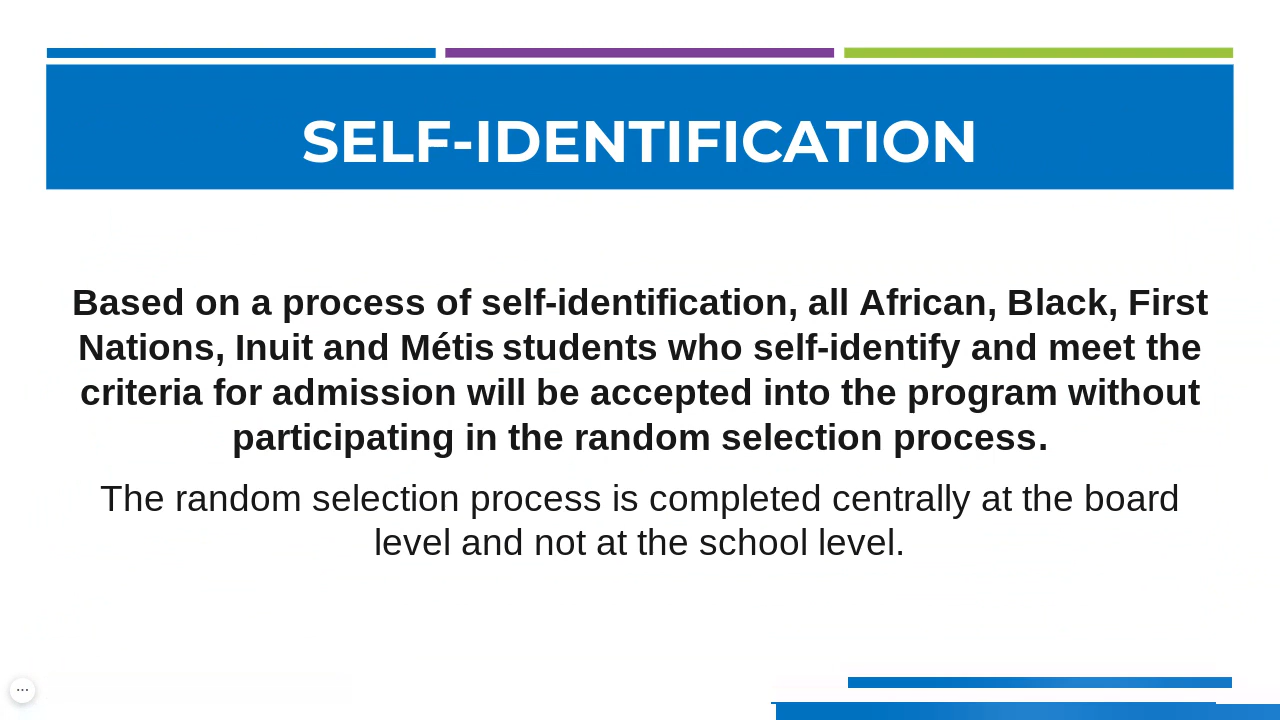 SELF-IDENTIFICATION
Based on a process of self-identification, all African, Black, First
Nations, Inuit and Métis students who self-identify and meet the
criteria for admission will be accepted into the program without
participating in the random selection process.
The random selection process is completed centrally at the board
level and not at the school level.